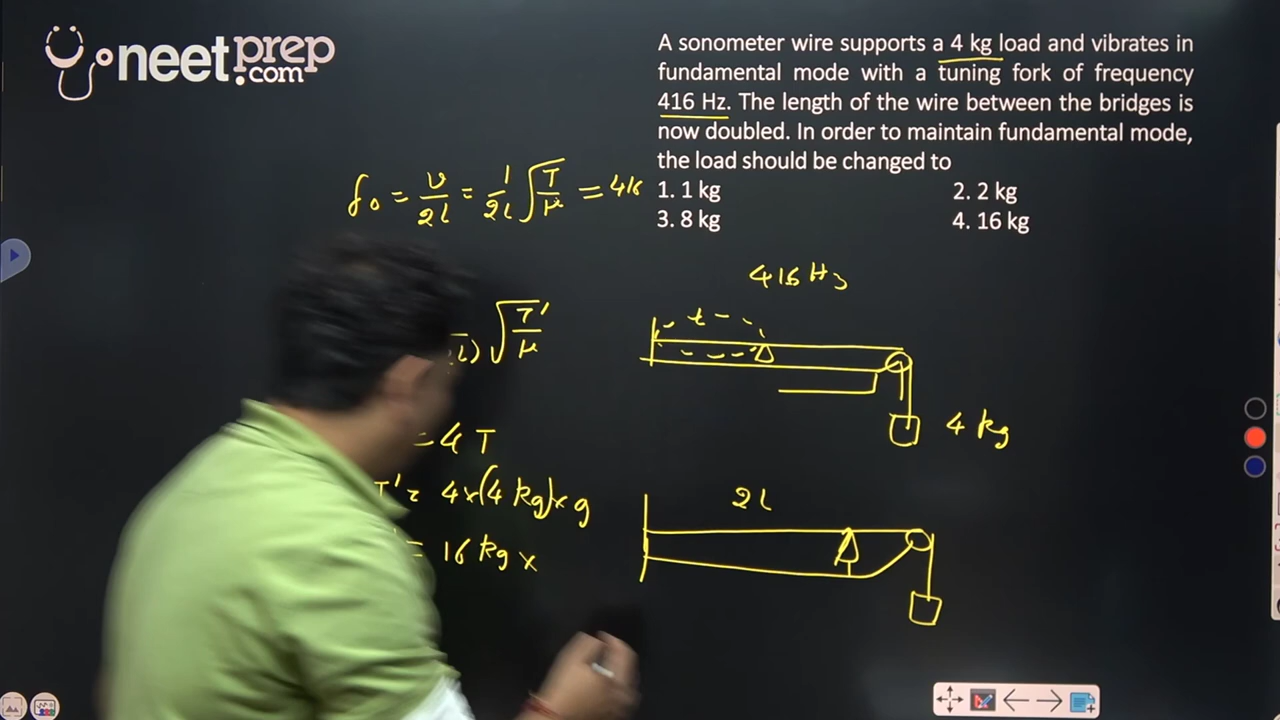 neetprep
.com
A sonometer wire supports a 4 kg load and vibrates in
fundamental mode with a tuning fork of frequency
416 Hz. The length of the wire between the bridges is
now doubled. In order to maintain fundamental mode,
the load should be changed to
1. 1 kg 2. 2 kg
3. 8 kg 4. 16 kg
f₀ = v/2l = 1/2l √T/μ = 416
416 Hz
l) √T'/μ
4 kg
= 4 T
T' = 4×(4 kg)×g
2l
= 16 kg ×